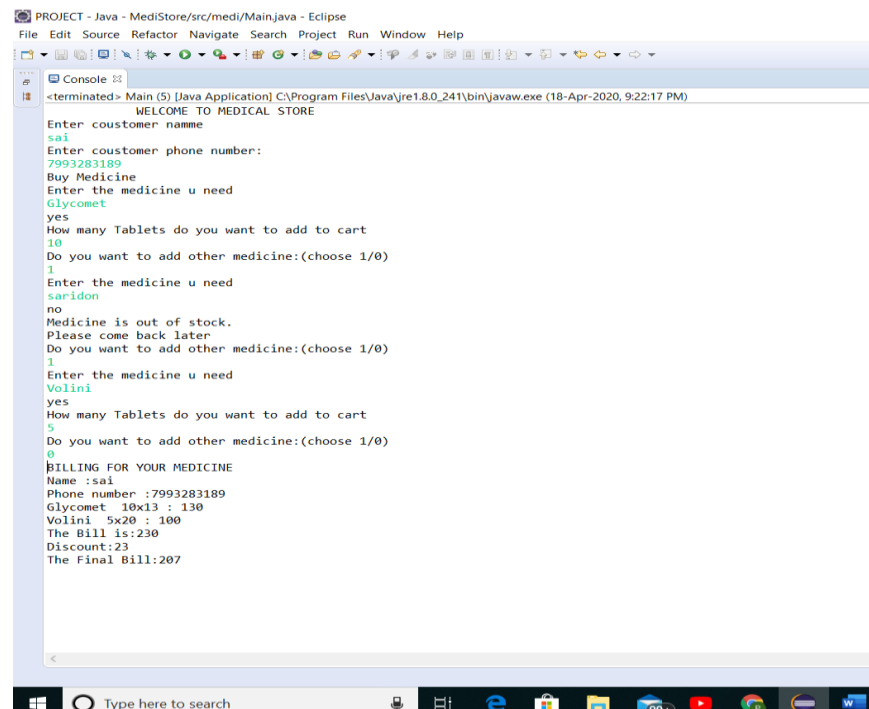 PROJECT - Java - MediStore/src/medi/Main.java - Eclipse
File Edit Source Refactor Navigate Search Project Run Window Help
Console
<terminated> Main (5) [Java Application] C:\Program Files\Java\jre1.8.0_241\bin\javaw.exe (18-Apr-2020, 9:22:17 PM)
WELCOME TO MEDICAL STORE
Enter coustomer namme
sai
Enter coustomer phone number:
7993283189
Buy Medicine
Enter the medicine u need
Glycomet
yes
How many Tablets do you want to add to cart
10
Do you want to add other medicine:(choose 1/0)
1
Enter the medicine u need
saridon
no
Medicine is out of stock.
Please come back later
Do you want to add other medicine:(choose 1/0)
1
Enter the medicine u need
Volini
yes
How many Tablets do you want to add to cart
5
Do you want to add other medicine:(choose 1/0)
0
BILLING FOR YOUR MEDICINE
Name :sai
Phone number :7993283189
Glycomet  10x13 : 130
Volini  5x20 : 100
The Bill is:230
Discount:23
The Final Bill:207
Type here to search